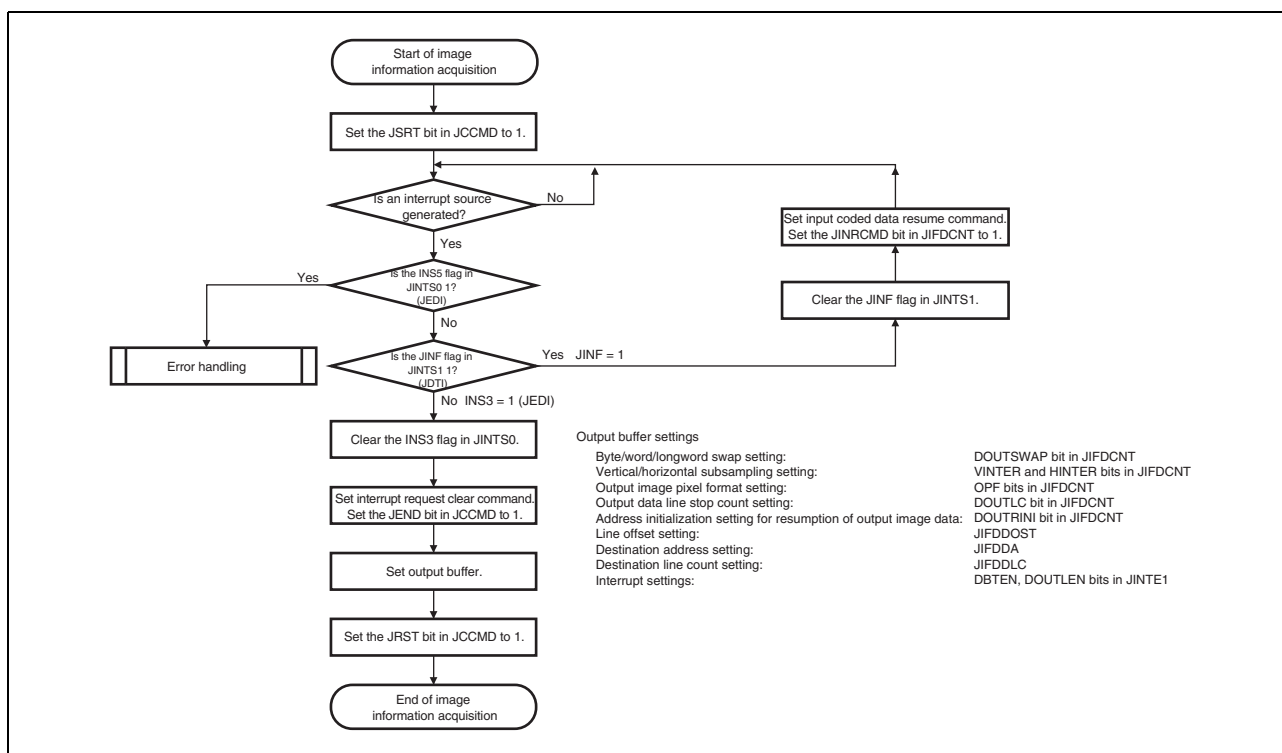 Start of image
information acquisition
Set the JSRT bit in JCCMD to 1.
Is an interrupt source
generated?
No
Yes
Is the INS5 flag in
JINTS0 1?
(JEDI)
Yes
No
Error handling
Is the JINF flag in
JINTS1 1?
(JDTI)
Yes JINF = 1
Set input coded data resume command.
Set the JINRCMD bit in JIFDCNT to 1.
Clear the JINF flag in JINTS1.
No INS3 = 1 (JEDI)
Clear the INS3 flag in JINTS0.
Set interrupt request clear command.
Set the JEND bit in JCCMD to 1.
Set output buffer.
Set the JRST bit in JCCMD to 1.
End of image
information acquisition
Output buffer settings
Byte/word/longword swap setting: DOUTSWAP bit in JIFDCNT
Vertical/horizontal subsampling setting: VINTER and HINTER bits in JIFDCNT
Output image pixel format setting: OPF bits in JIFDCNT
Output data line stop count setting: DOUTLC bit in JIFDCNT
Address initialization setting for resumption of output image data: DOUTRINI bit in JIFDCNT
Line offset setting: JIFDDOST
Destination address setting: JIFDDA
Destination line count setting: JIFDDLC
Interrupt settings: DBTEN, DOUTLEN bits in JINTE1